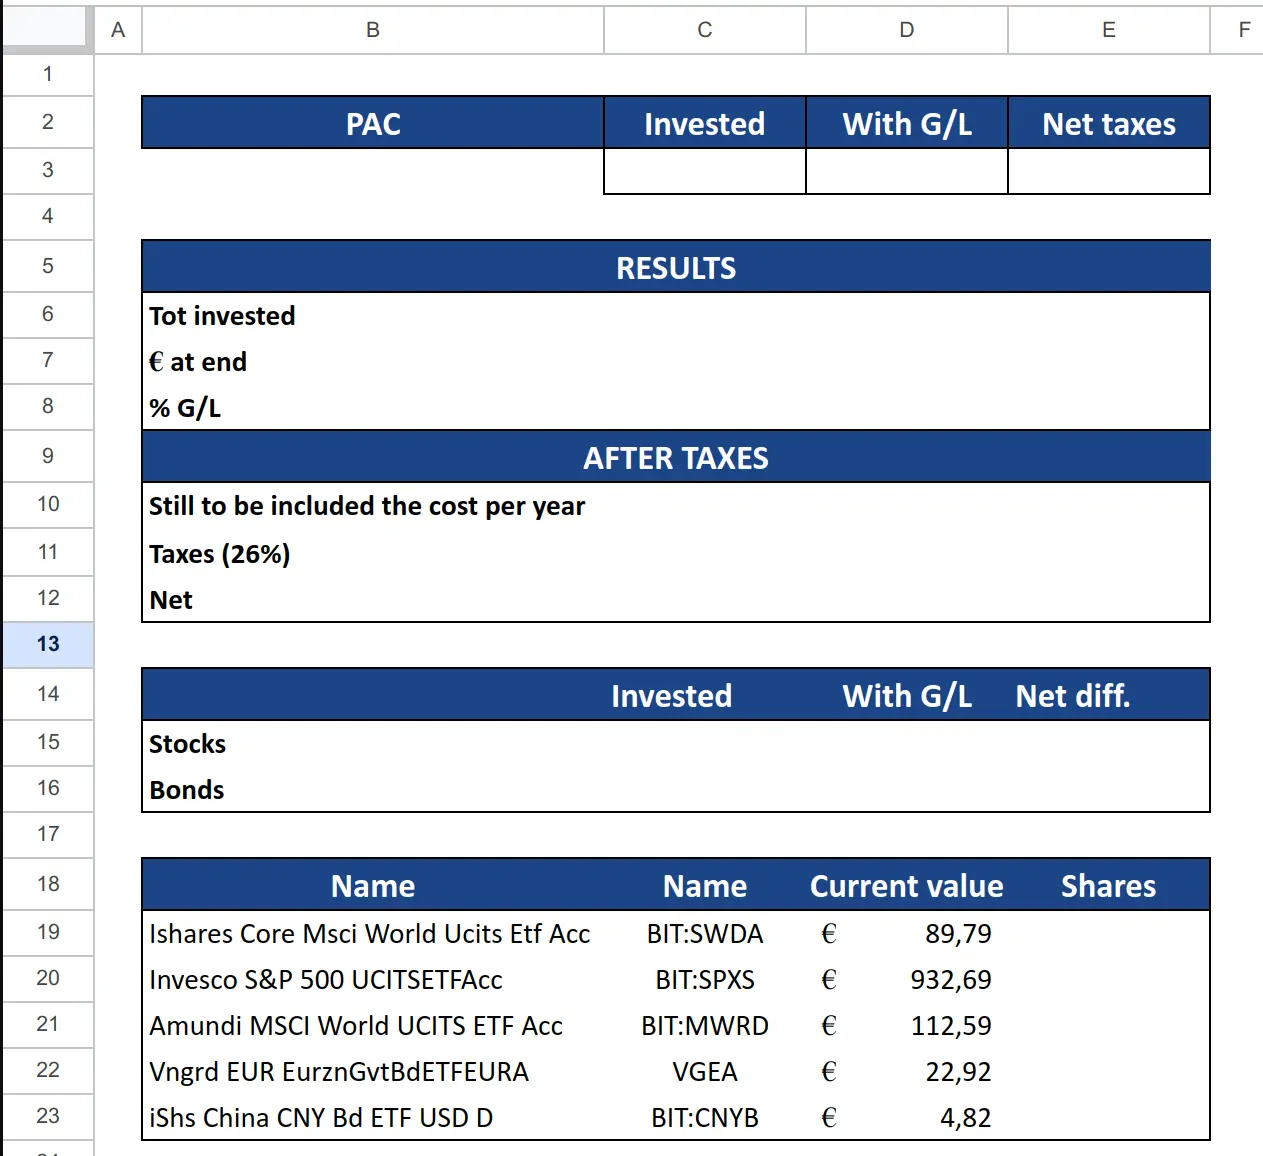 A B C D E F
1
2 PAC Invested With G/L Net taxes
3
4
5 RESULTS
6 Tot invested
7 € at end
8 % G/L
9 AFTER TAXES
10 Still to be included the cost per year
11 Taxes (26%)
12 Net
13
14 Invested With G/L Net diff.
15 Stocks
16 Bonds
17
18 Name Name Current value Shares
19 Ishares Core Msci World Ucits Etf Acc BIT:SWDA € 89,79
20 Invesco S&P 500 UCITSETFAcc BIT:SPXS € 932,69
21 Amundi MSCI World UCITS ETF Acc BIT:MWRD € 112,59
22 Vngrd EUR EurznGvtBdETFEURA VGEA € 22,92
23 iShs China CNY Bd ETF USD D BIT:CNYB € 4,82